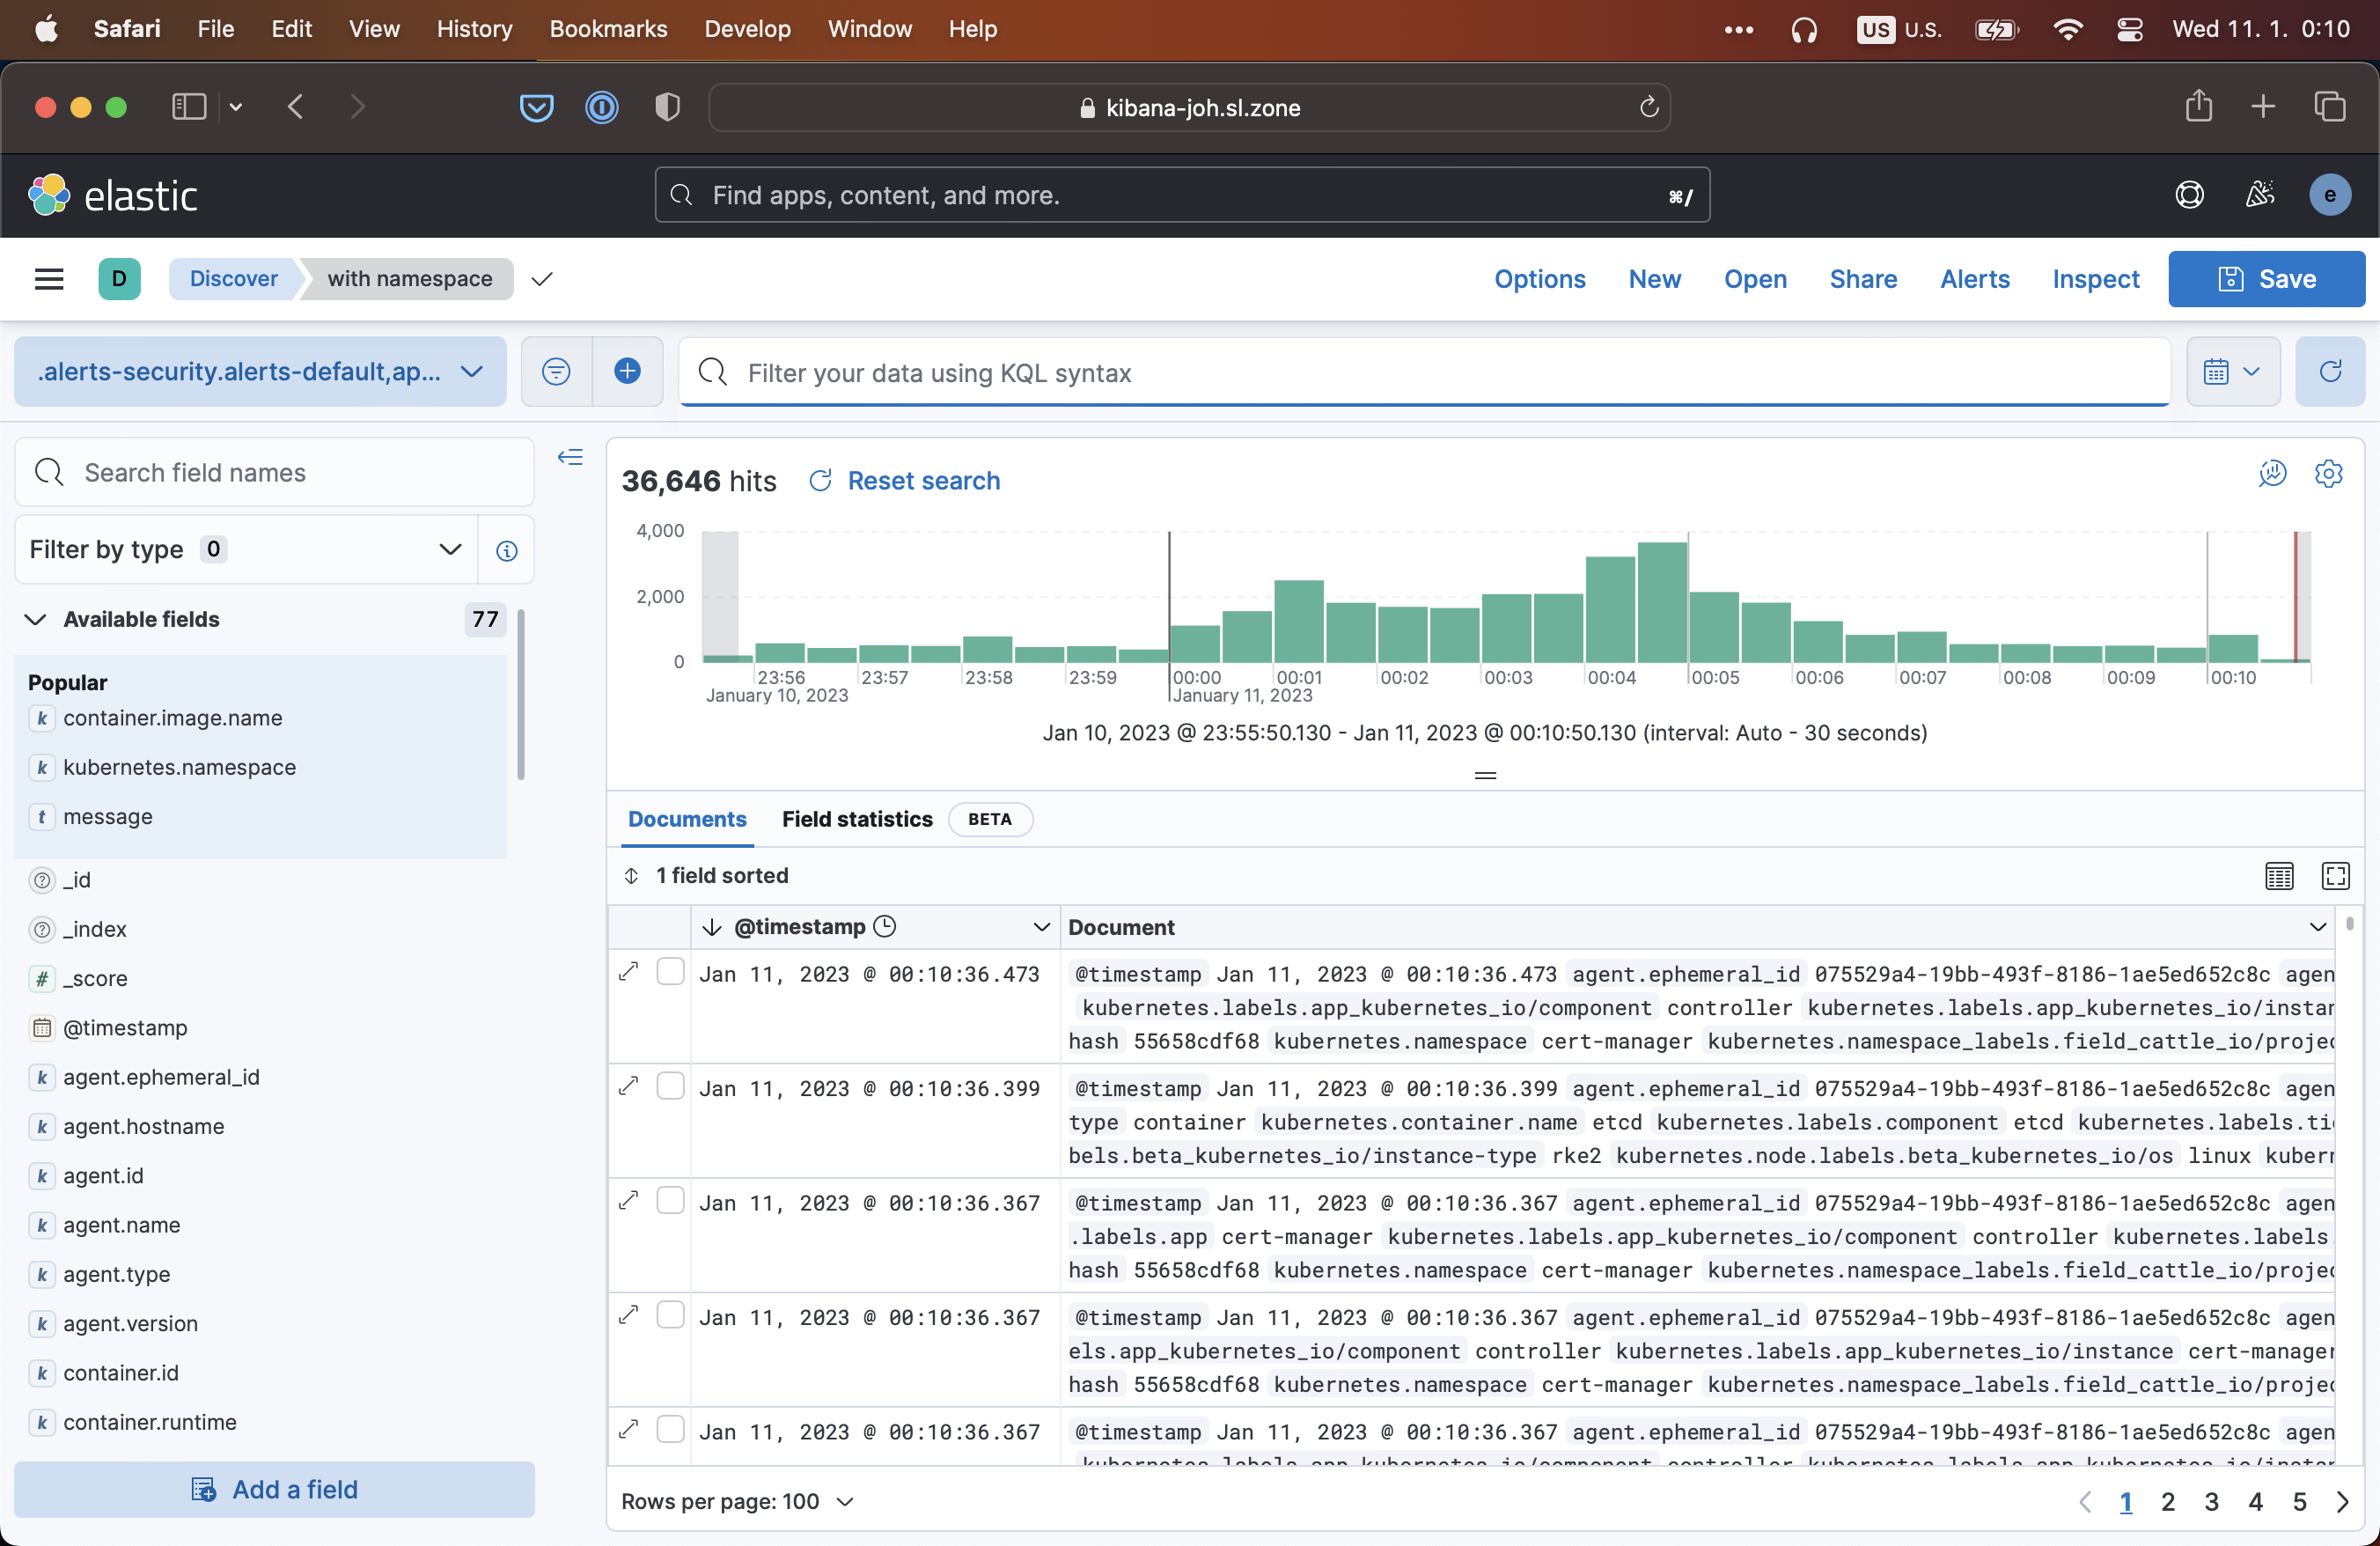 Safari File Edit View History Bookmarks Develop Window Help ••• US U.S. Wed 11. 1. 0:10
kibana-joh.sl.zone
elastic Find apps, content, and more. ⌘/ e
D Discover with namespace Options New Open Share Alerts Inspect Save
.alerts-security.alerts-default,ap... Filter your data using KQL syntax
Search field names
Filter by type 0
Available fields 77
Popular
k container.image.name
k kubernetes.namespace
t message
? _id
? _index
# _score
@timestamp
k agent.ephemeral_id
k agent.hostname
k agent.id
k agent.name
k agent.type
k agent.version
k container.id
k container.runtime
Add a field
36,646 hits Reset search
4,000
2,000
0
23:56 23:57 23:58 23:59 00:00 00:01 00:02 00:03 00:04 00:05 00:06 00:07 00:08 00:09 00:10
January 10, 2023 January 11, 2023
Jan 10, 2023 @ 23:55:50.130 - Jan 11, 2023 @ 00:10:50.130 (interval: Auto - 30 seconds)
Documents Field statistics BETA
1 field sorted
@timestamp Document
Jan 11, 2023 @ 00:10:36.473 @timestamp Jan 11, 2023 @ 00:10:36.473 agent.ephemeral_id 075529a4-19bb-493f-8186-1ae5ed652c8c agen
kubernetes.labels.app_kubernetes_io/component controller kubernetes.labels.app_kubernetes_io/instan
hash 55658cdf68 kubernetes.namespace cert-manager kubernetes.namespace_labels.field_cattle_io/projec
Jan 11, 2023 @ 00:10:36.399 @timestamp Jan 11, 2023 @ 00:10:36.399 agent.ephemeral_id 075529a4-19bb-493f-8186-1ae5ed652c8c agen
type container kubernetes.container.name etcd kubernetes.labels.component etcd kubernetes.labels.tie
bels.beta_kubernetes_io/instance-type rke2 kubernetes.node.labels.beta_kubernetes_io/os linux kubern
Jan 11, 2023 @ 00:10:36.367 @timestamp Jan 11, 2023 @ 00:10:36.367 agent.ephemeral_id 075529a4-19bb-493f-8186-1ae5ed652c8c agen
.labels.app cert-manager kubernetes.labels.app_kubernetes_io/component controller kubernetes.labels.
hash 55658cdf68 kubernetes.namespace cert-manager kubernetes.namespace_labels.field_cattle_io/projec
Jan 11, 2023 @ 00:10:36.367 @timestamp Jan 11, 2023 @ 00:10:36.367 agent.ephemeral_id 075529a4-19bb-493f-8186-1ae5ed652c8c agen
els.app_kubernetes_io/component controller kubernetes.labels.app_kubernetes_io/instance cert-manager
hash 55658cdf68 kubernetes.namespace cert-manager kubernetes.namespace_labels.field_cattle_io/projec
Jan 11, 2023 @ 00:10:36.367 @timestamp Jan 11, 2023 @ 00:10:36.367 agent.ephemeral_id 075529a4-19bb-493f-8186-1ae5ed652c8c agen
kubernetes.labels.app_kubernetes_io/component controller kubernetes.labels.app_kubernetes_io/instan
Rows per page: 100 1 2 3 4 5